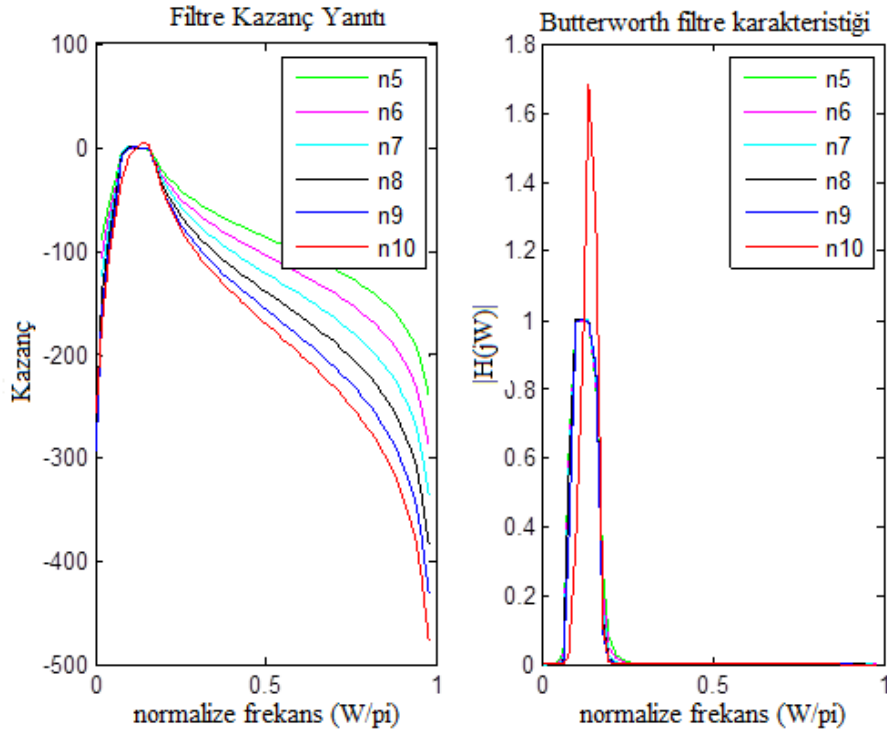 Filtre Kazanç Yanıtı
100
0
-100
-200
-300
-400
-500
Kazanç
n5
n6
n7
n8
n9
n10
0
0.5
1
normalize frekans (W/pi)
Butterworth filtre karakteristiği
1.8
1.6
1.4
1.2
1
0.8
0.6
0.4
0.2
0
|H(jW)|
n5
n6
n7
n8
n9
n10
0
0.5
1
normalize frekans (W/pi)